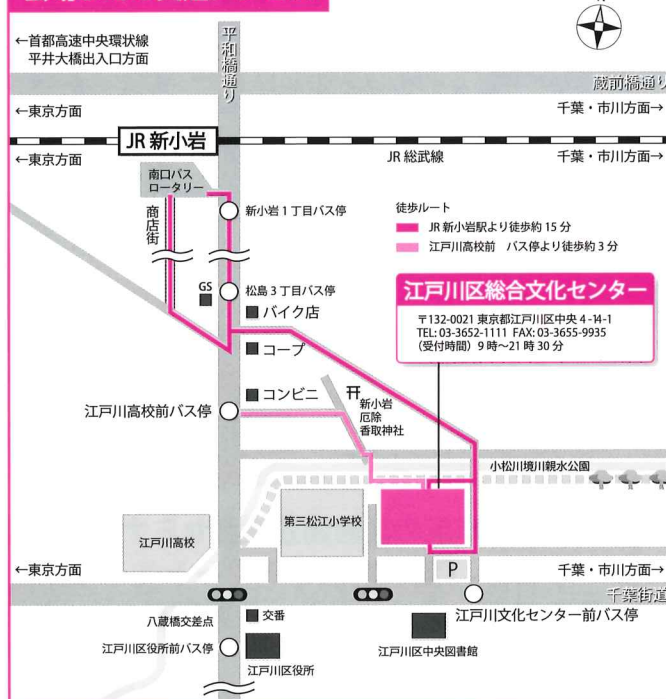 ←首都高速中央環状線
平井大橋出入口方面
平和橋通り
蔵前橋通り
←東京方面
千葉・市川方面→
JR 新小岩
←東京方面
JR 総武線
千葉・市川方面→
南口バス
ロータリー
商店街
新小岩 1 丁目バス停
徒歩ルート
JR 新小岩駅より徒歩約 15 分
江戸川高校前 バス停より徒歩約 3 分
GS
松島 3 丁目バス停
バイク店
江戸川区総合文化センター
〒132-0021 東京都江戸川区中央 4-14-1
TEL: 03-3652-1111 FAX: 03-3655-9935
(受付時間) 9 時~21 時 30 分
コープ
コンビニ
江戸川高校前バス停
新小岩
厄除
香取神社
小松川境川親水公園
第三松江小学校
江戸川高校
←東京方面
P
千葉・市川方面→
千葉街道
八蔵橋交差点
交番
江戸川文化センター前バス停
江戸川区役所前バス停
江戸川区役所
江戸川区中央図書館